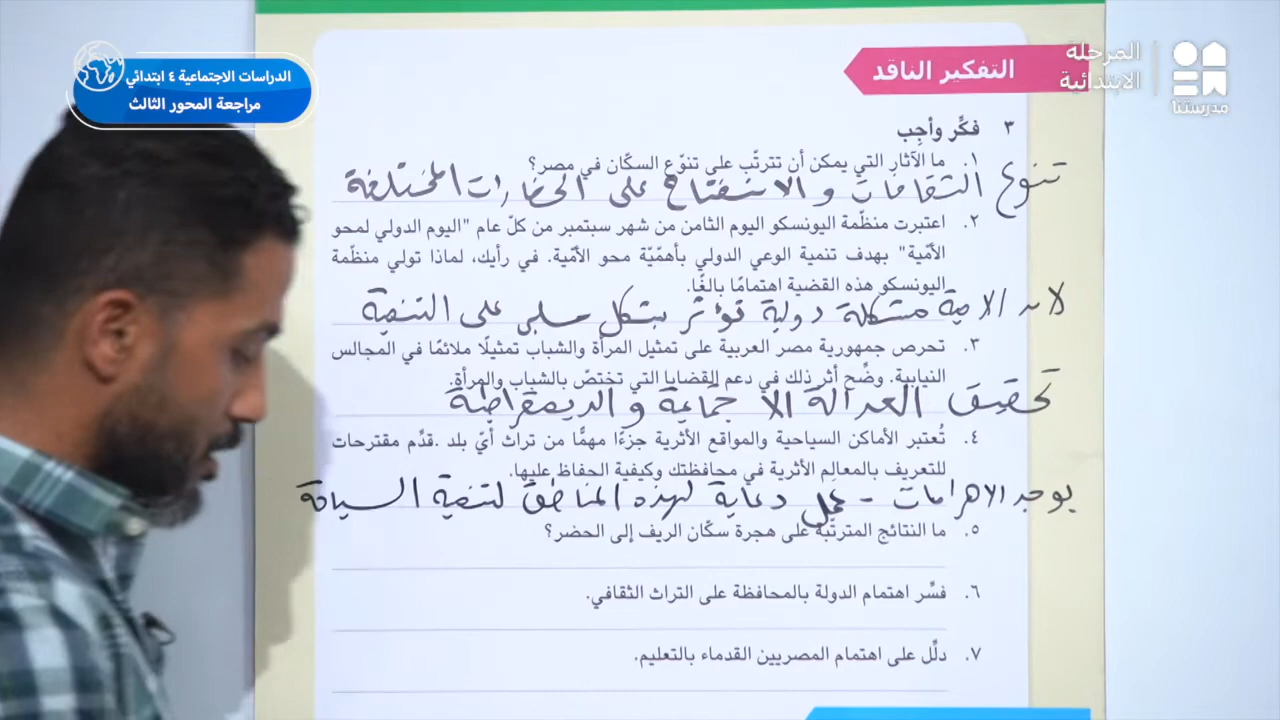 المرحلة
الابتدائية
مدرستنا
الدراسات الاجتماعية ٤ ابتدائي
مراجعة المحور الثالث
التفكير الناقد
٣ فكِّر وأجِب
١. ما الآثار التي يمكن أن تترتّب على تنوّع السكّان في مصر؟
تنوع الثقافات والانفتاح على الحضارات المختلفة
٢. اعتبرت منظّمة اليونسكو اليوم الثامن من شهر سبتمبر من كلّ عام "اليوم الدولي لمحو
الأمّية" بهدف تنمية الوعي الدولي بأهمّيّة محو الأمّية. في رأيك، لماذا تولي منظّمة
اليونسكو هذه القضية اهتمامًا بالغًا.
لان الامية مشكلة دولية تؤثر بشكل سلبى على التنمية
٣. تحرص جمهورية مصر العربية على تمثيل المرأة والشباب تمثيلًا ملائمًا في المجالس
النيابية. وضِّح أثر ذلك في دعم القضايا التي تختصّ بالشباب والمرأة.
تحقيق العدالة الاجتماعية والديمقراطية
٤. تُعتبر الأماكن السياحية والمواقع الأثرية جزءًا مهمًّا من تراث أيّ بلد .قدِّم مقترحات
للتعريف بالمعالِم الأثرية في محافظتك وكيفية الحفاظ عليها.
يوجد الاهرامات - عمل دعاية لهذه المناطق لتنمية السياحة
٥. ما النتائج المترتّبة على هجرة سكّان الريف إلى الحضر؟
٦. فسِّر اهتمام الدولة بالمحافظة على التراث الثقافي.
٧. دلِّل على اهتمام المصريين القدماء بالتعليم.